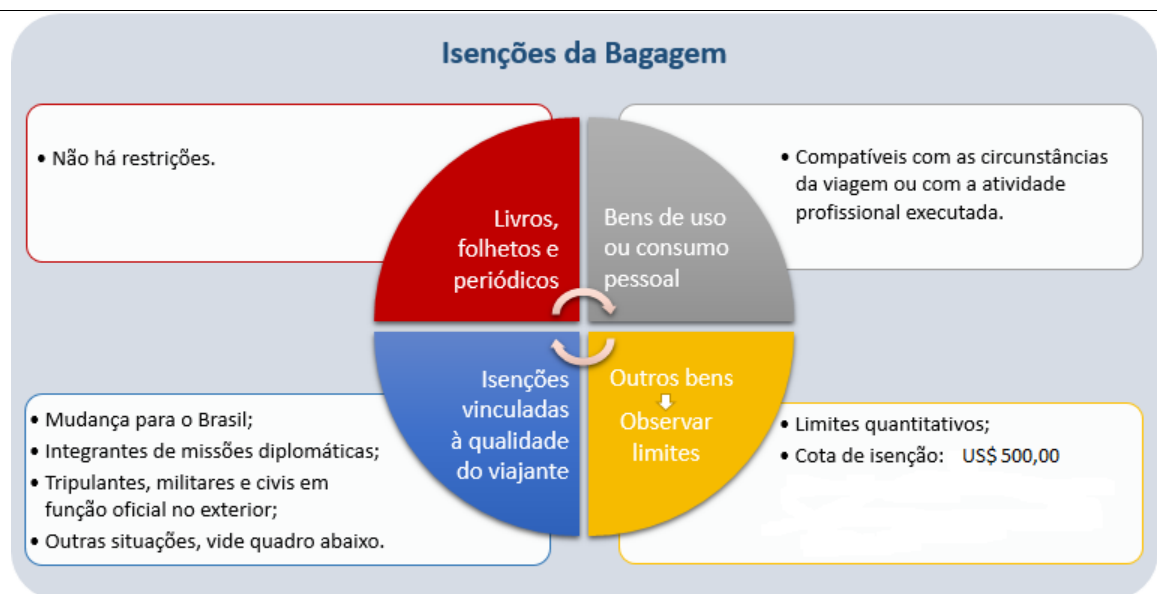 Isenções da Bagagem
• Não há restrições.
Livros,
folhetos e
periódicos
Bens de uso
ou consumo
pessoal
• Compatíveis com as circunstâncias
da viagem ou com a atividade
profissional executada.
Isenções
vinculadas
à qualidade
do viajante
• Mudança para o Brasil;
• Integrantes de missões diplomáticas;
• Tripulantes, militares e civis em
função oficial no exterior;
• Outras situações, vide quadro abaixo.
Outros bens
Observar
limites
• Limites quantitativos;
• Cota de isenção: US$ 500,00